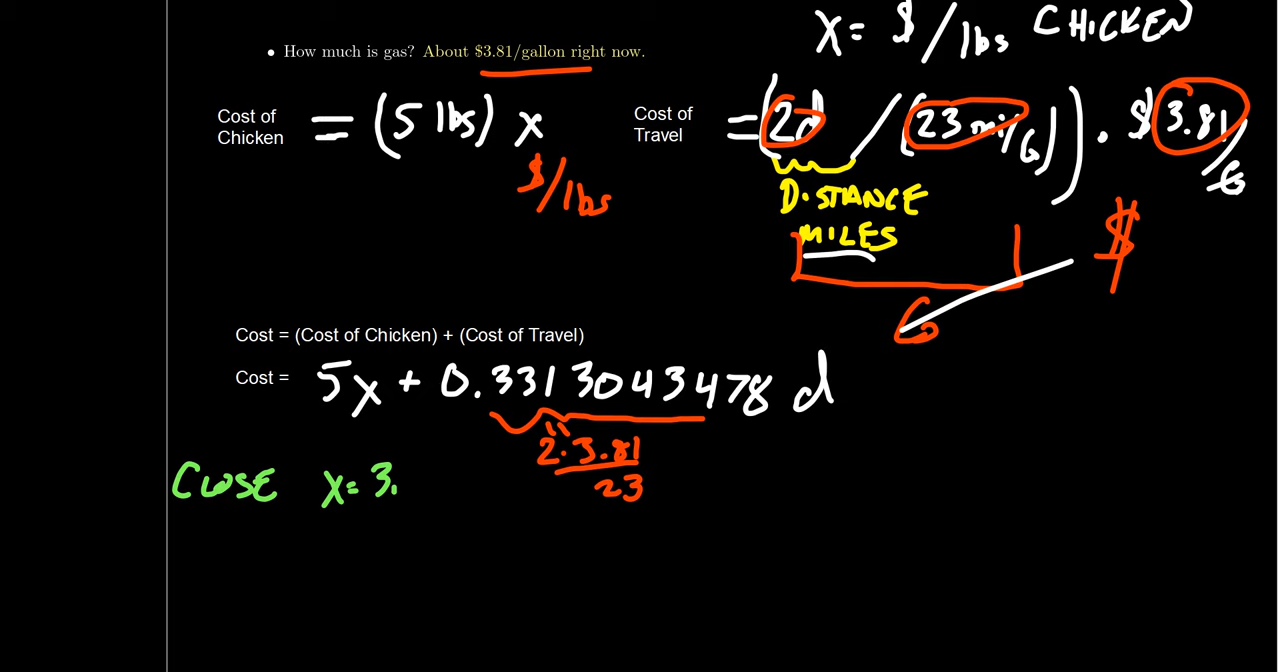 x = $/lbs CHICKEN
• How much is gas? About $3.81/gallon right now.
Cost of Chicken = (5 lbs) x
$/lbs
Cost of Travel = (2d / (23 mi/G)) · $3.81/G
DISTANCE
MILES
$
G
Cost = (Cost of Chicken) + (Cost of Travel)
Cost = 5x + 0.3313043478 d
2·3.81
23
CLOSE x = 3.